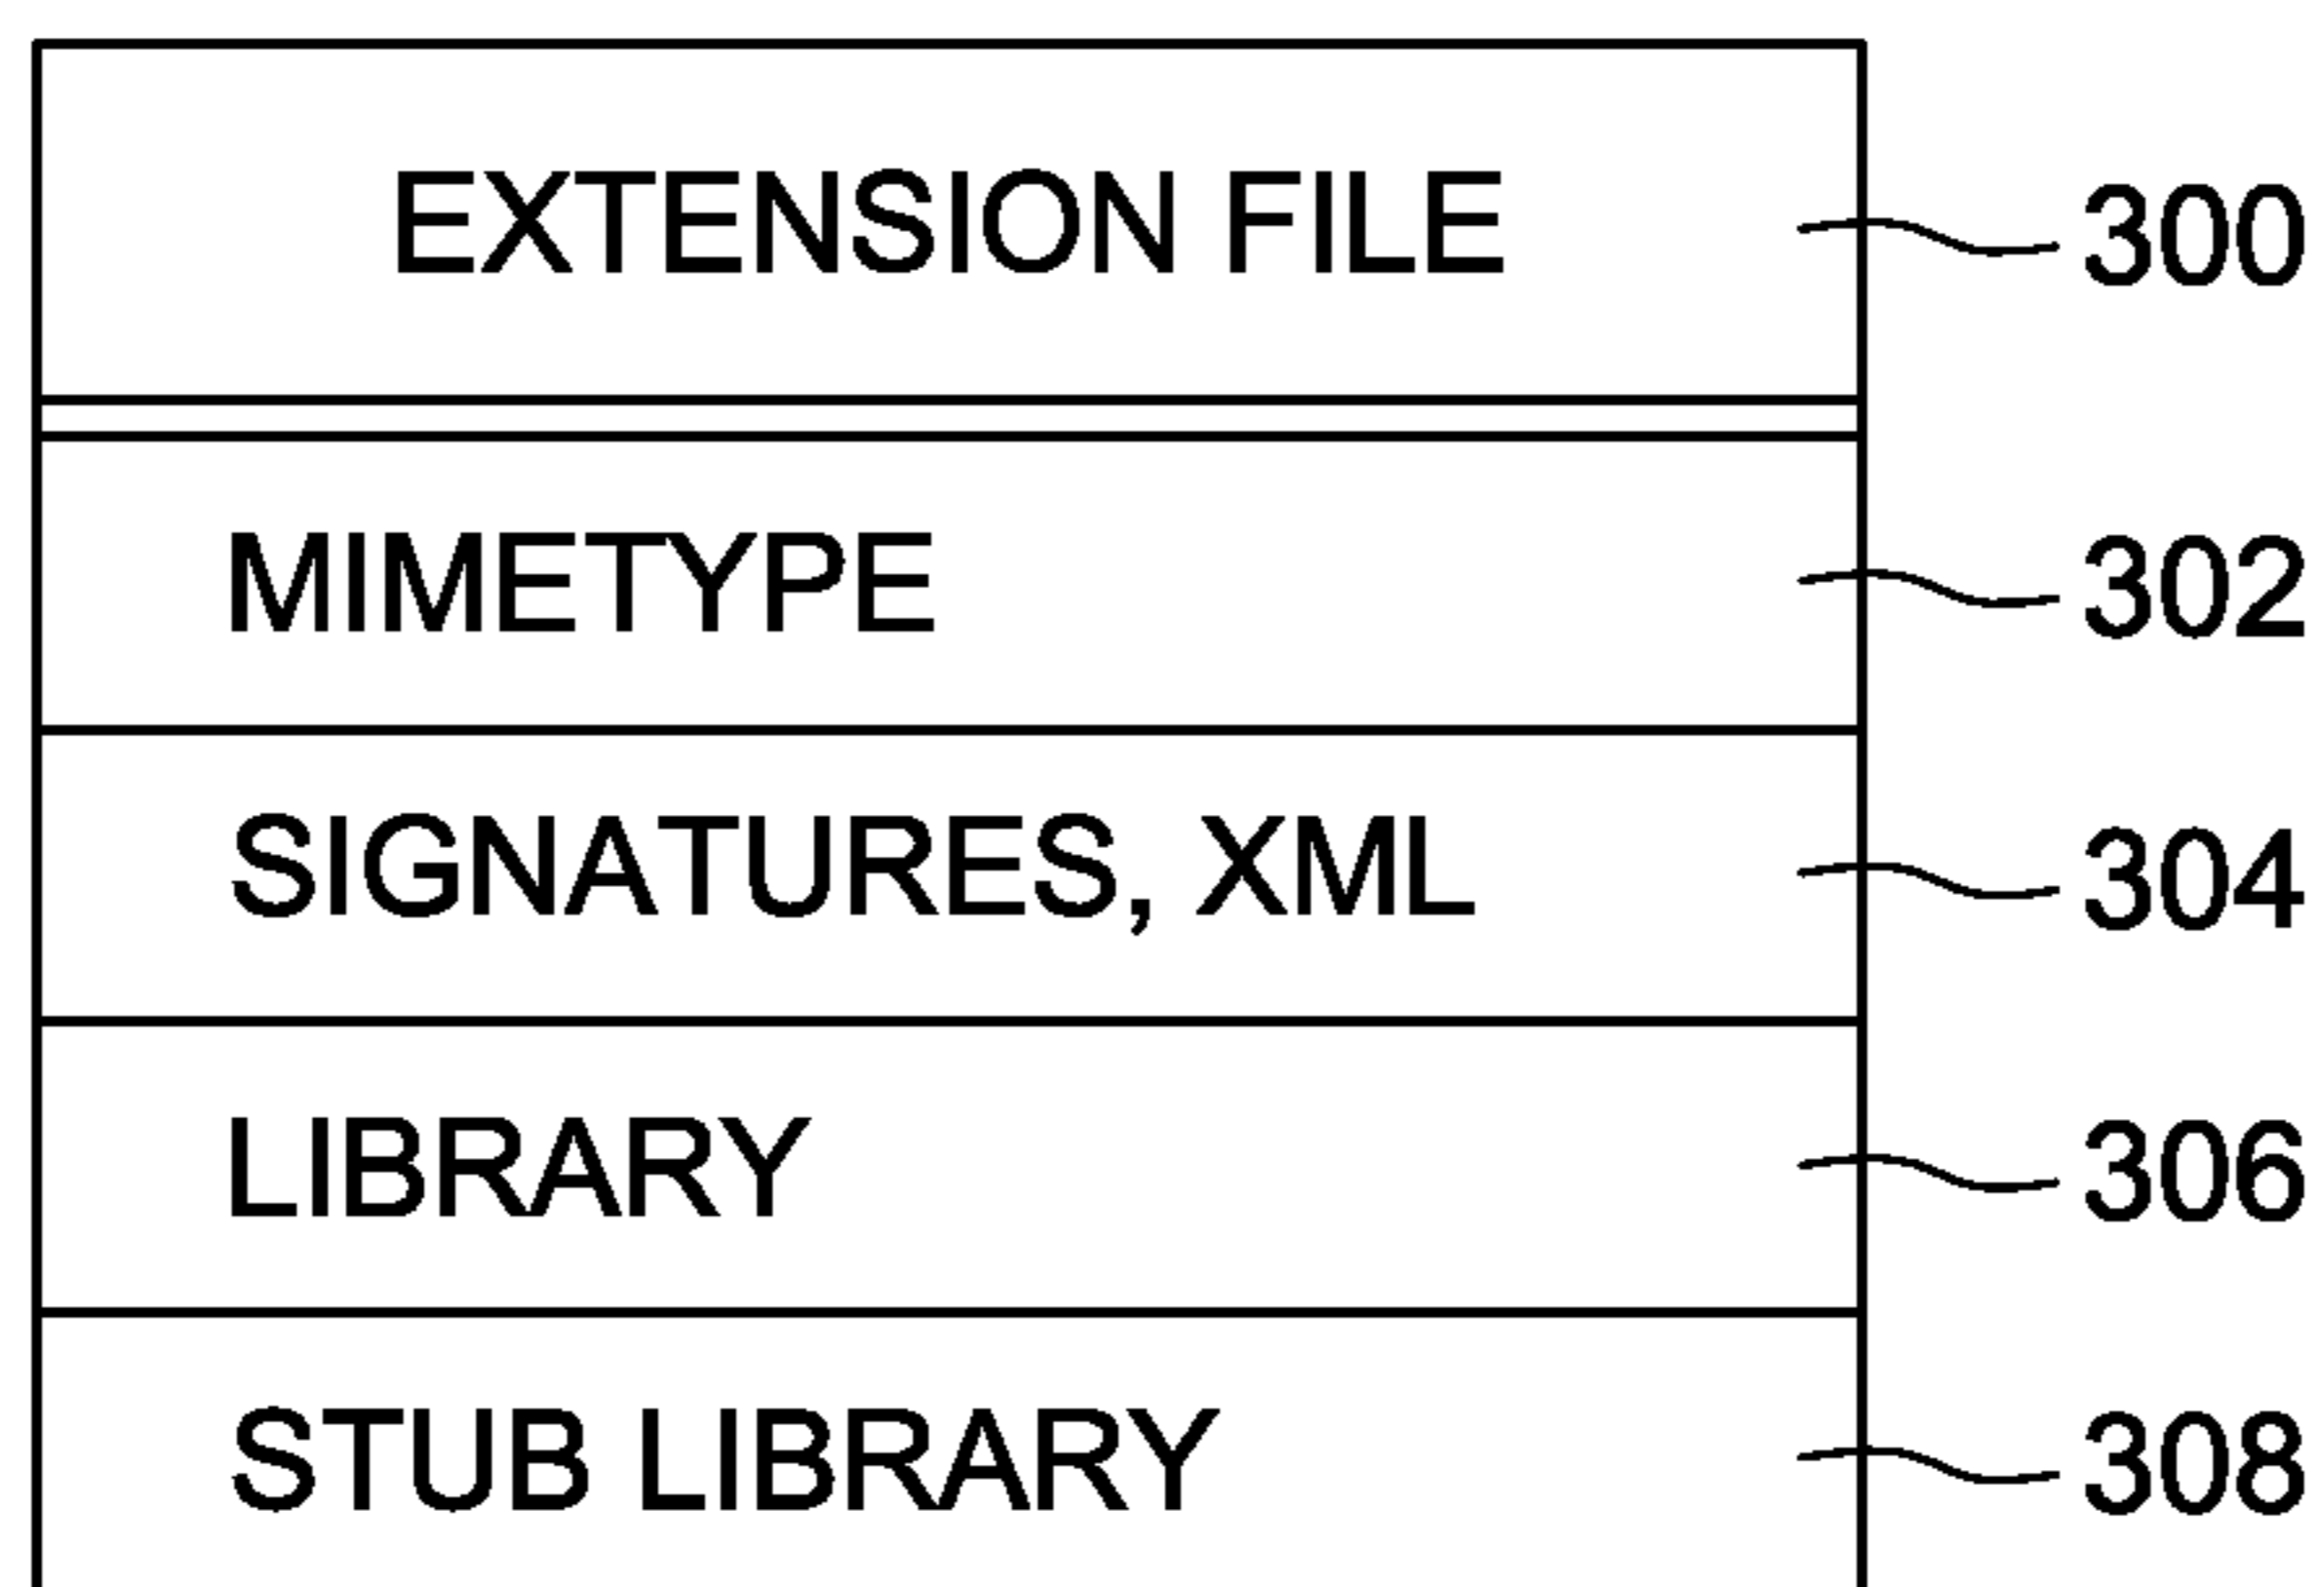 EXTENSION FILE 300
MIMETYPE 302
SIGNATURES, XML 304
LIBRARY 306
STUB LIBRARY 308